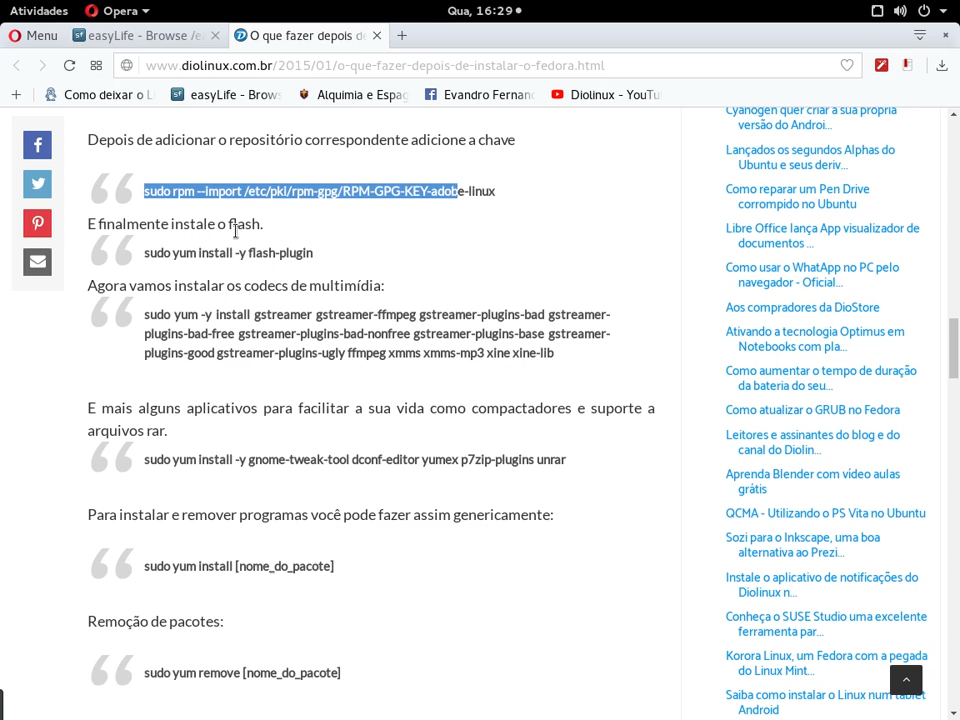 Atividades Opera Qua, 16:29
Menu easyLife - Browse /ea O que fazer depois de
www.diolinux.com.br/2015/01/o-que-fazer-depois-de-instalar-o-fedora.html
Como deixar o L easyLife - Brows Alquimia e Espag Evandro Fernan Diolinux - YouTu
Depois de adicionar o repositório correspondente adicione a chave
sudo rpm --import /etc/pki/rpm-gpg/RPM-GPG-KEY-adobe-linux
E finalmente instale o flash.
sudo yum install -y flash-plugin
Agora vamos instalar os codecs de multimídia:
sudo yum -y install gstreamer gstreamer-ffmpeg gstreamer-plugins-bad gstreamer-
plugins-bad-free gstreamer-plugins-bad-nonfree gstreamer-plugins-base gstreamer-
plugins-good gstreamer-plugins-ugly ffmpeg xmms xmms-mp3 xine xine-lib
E mais alguns aplicativos para facilitar a sua vida como compactadores e suporte a
arquivos rar.
sudo yum install -y gnome-tweak-tool dconf-editor yumex p7zip-plugins unrar
Para instalar e remover programas você pode fazer assim genericamente:
sudo yum install [nome_do_pacote]
Remoção de pacotes:
sudo yum remove [nome_do_pacote]
Cyanogen quer criar a sua própria
versão do Androi...
Lançados os segundos Alphas do
Ubuntu e seus deriv...
Como reparar um Pen Drive
corrompido no Ubuntu
Libre Office lança App visualizador de
documentos ...
Como usar o WhatApp no PC pelo
navegador - Oficial...
Aos compradores da DioStore
Ativando a tecnologia Optimus em
Notebooks com pla...
Como aumentar o tempo de duração
da bateria do seu...
Como atualizar o GRUB no Fedora
Leitores e assinantes do blog e do
canal do Diolin...
Aprenda Blender com vídeo aulas
grátis
QCMA - Utilizando o PS Vita no Ubuntu
Sozi para o Inkscape, uma boa
alternativa ao Prezi...
Instale o aplicativo de notificações do
Diolinux n...
Conheça o SUSE Studio uma excelente
ferramenta par...
Korora Linux, um Fedora com a pegada
do Linux Mint...
Saiba como instalar o Linux num tablet
Android